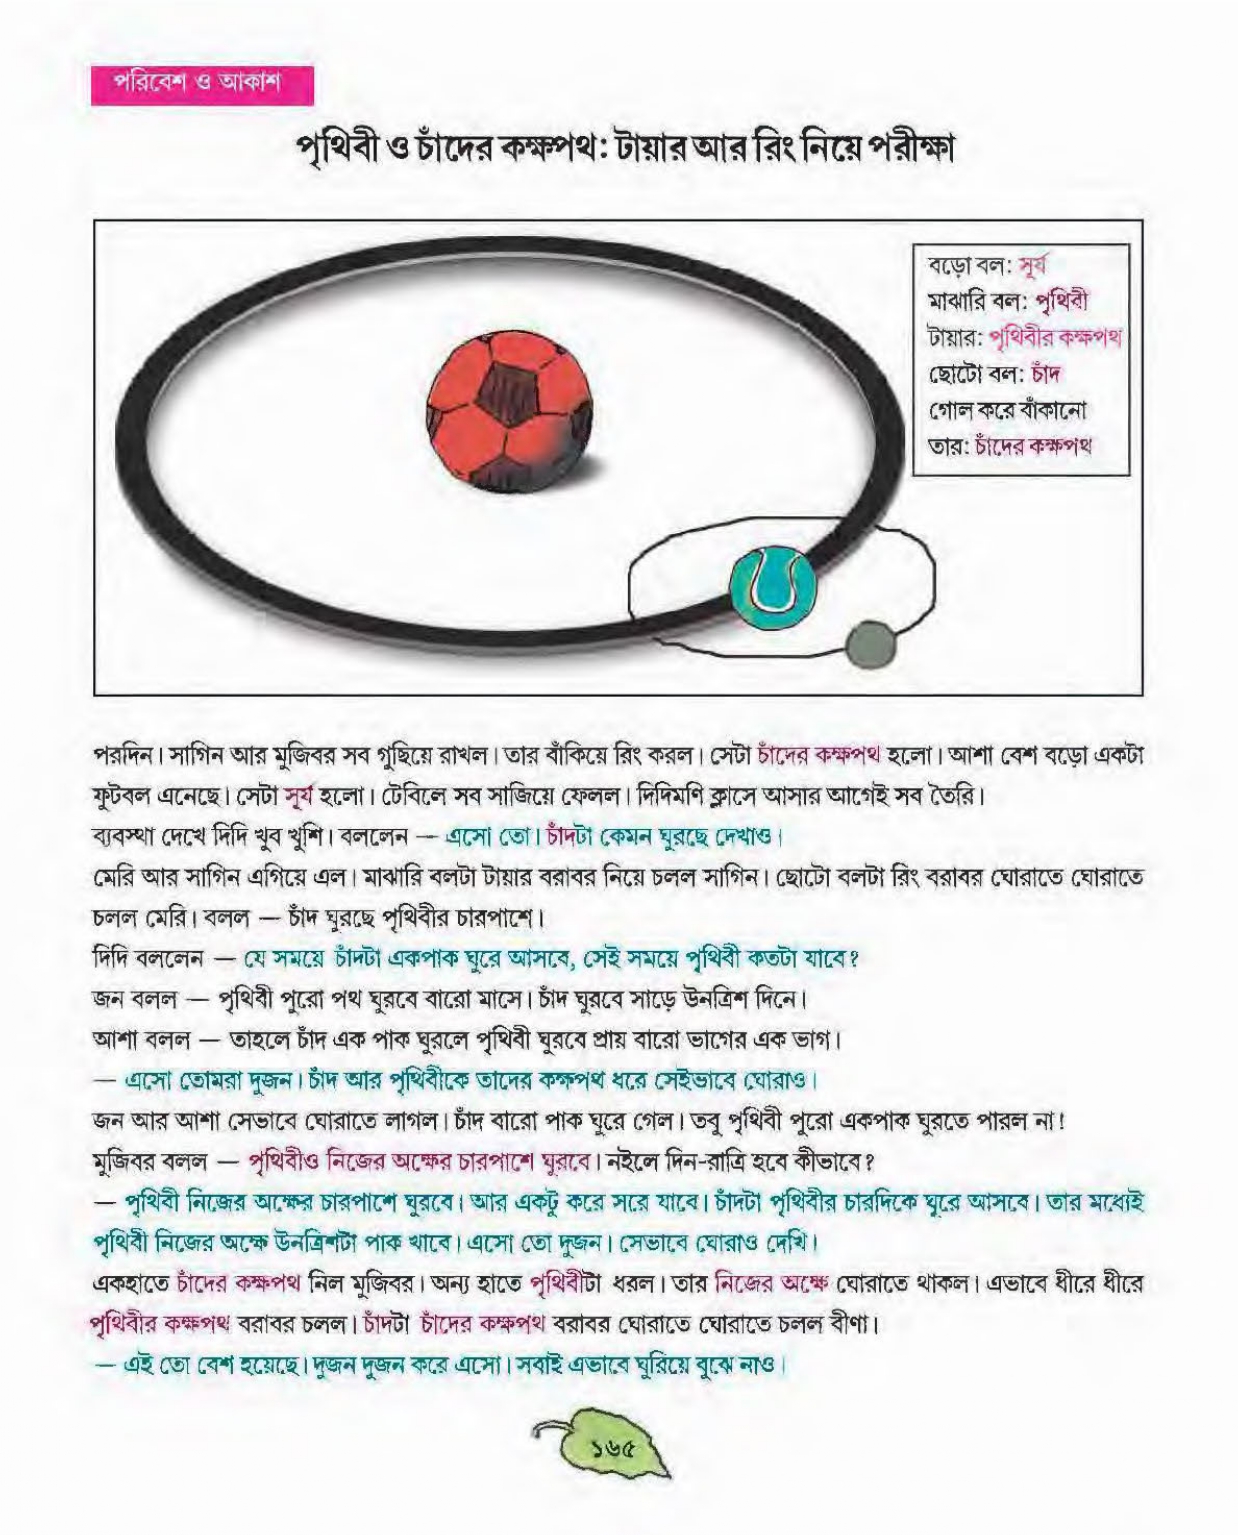 পরিবেশ ও আকাশ
পৃথিবী ও চাঁদের কক্ষপথ: টায়ার আর রিং নিয়ে পরীক্ষা
বড়ো বল: সূর্য
মাঝারি বল: পৃথিবী
টায়ার: পৃথিবীর কক্ষপথ
ছোটো বল: চাঁদ
গোল করে বাঁকানো
তার: চাঁদের কক্ষপথ
পরদিন। সাগিন আর মুজিবর সব গুছিয়ে রাখল। তার বাঁকিয়ে রিং করল। সেটা চাঁদের কক্ষপথ হলো। আশা বেশ বড়ো একটা
ফুটবল এনেছে। সেটা সূর্য হলো। টেবিলে সব সাজিয়ে ফেলল। দিদিমণি ক্লাসে আসার আগেই সব তৈরি।
ব্যবস্থা দেখে দিদি খুব খুশি। বললেন — এসো তো। চাঁদটা কেমন ঘুরছে দেখাও।
মেরি আর সাগিন এগিয়ে এল। মাঝারি বলটা টায়ার বরাবর নিয়ে চলল সাগিন। ছোটো বলটা রিং বরাবর ঘোরাতে ঘোরাতে
চলল মেরি। বলল — চাঁদ ঘুরছে পৃথিবীর চারপাশে।
দিদি বললেন — যে সময়ে চাঁদটা একপাক ঘুরে আসবে, সেই সময়ে পৃথিবী কতটা যাবে?
জন বলল — পৃথিবী পুরো পথ ঘুরবে বারো মাসে। চাঁদ ঘুরবে সাড়ে উনত্রিশ দিনে।
আশা বলল — তাহলে চাঁদ এক পাক ঘুরলে পৃথিবী ঘুরবে প্রায় বারো ভাগের এক ভাগ।
— এসো তোমরা দুজন। চাঁদ আর পৃথিবীকে তাদের কক্ষপথ ধরে সেইভাবে ঘোরাও।
জন আর আশা সেভাবে ঘোরাতে লাগল। চাঁদ বারো পাক ঘুরে গেল। তবু পৃথিবী পুরো একপাক ঘুরতে পারল না!
মুজিবর বলল — পৃথিবীও নিজের অক্ষের চারপাশে ঘুরবে। নইলে দিন-রাত্রি হবে কীভাবে?
— পৃথিবী নিজের অক্ষের চারপাশে ঘুরবে। আর একটু করে সরে যাবে। চাঁদটা পৃথিবীর চারদিকে ঘুরে আসবে। তার মধ্যেই
পৃথিবী নিজের অক্ষে উনত্রিশটা পাক খাবে। এসো তো দুজন। সেভাবে ঘোরাও দেখি।
একহাতে চাঁদের কক্ষপথ নিল মুজিবর। অন্য হাতে পৃথিবীটা ধরল। তার নিজের অক্ষে ঘোরাতে থাকল। এভাবে ধীরে ধীরে
পৃথিবীর কক্ষপথ বরাবর চলল। চাঁদটা চাঁদের কক্ষপথ বরাবর ঘোরাতে ঘোরাতে চলল বীণা।
— এই তো বেশ হয়েছে। দুজন দুজন করে এসো। সবাই এভাবে ঘুরিয়ে বুঝে নাও।
১৬৫